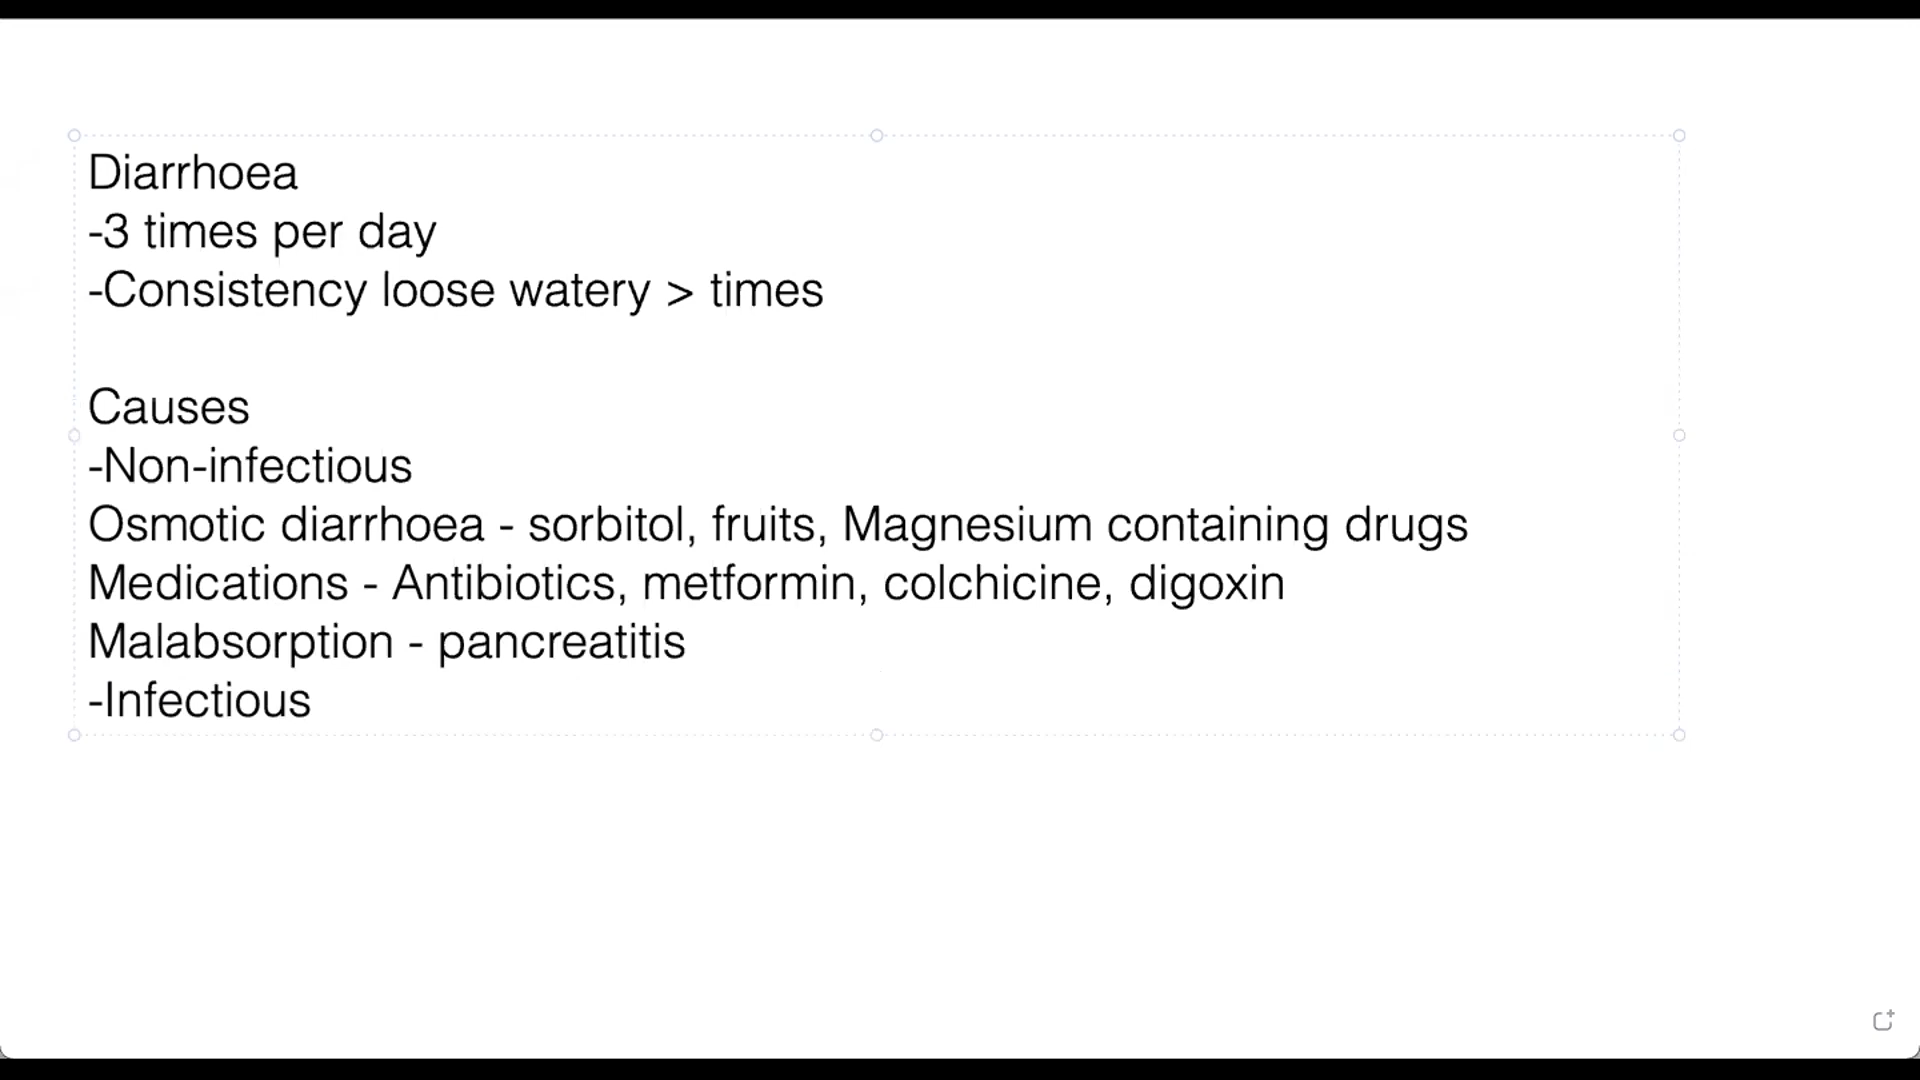 Diarrhoea
-3 times per day
-Consistency loose watery > times
Causes
-Non-infectious
Osmotic diarrhoea - sorbitol, fruits, Magnesium containing drugs
Medications - Antibiotics, metformin, colchicine, digoxin
Malabsorption - pancreatitis
-Infectious